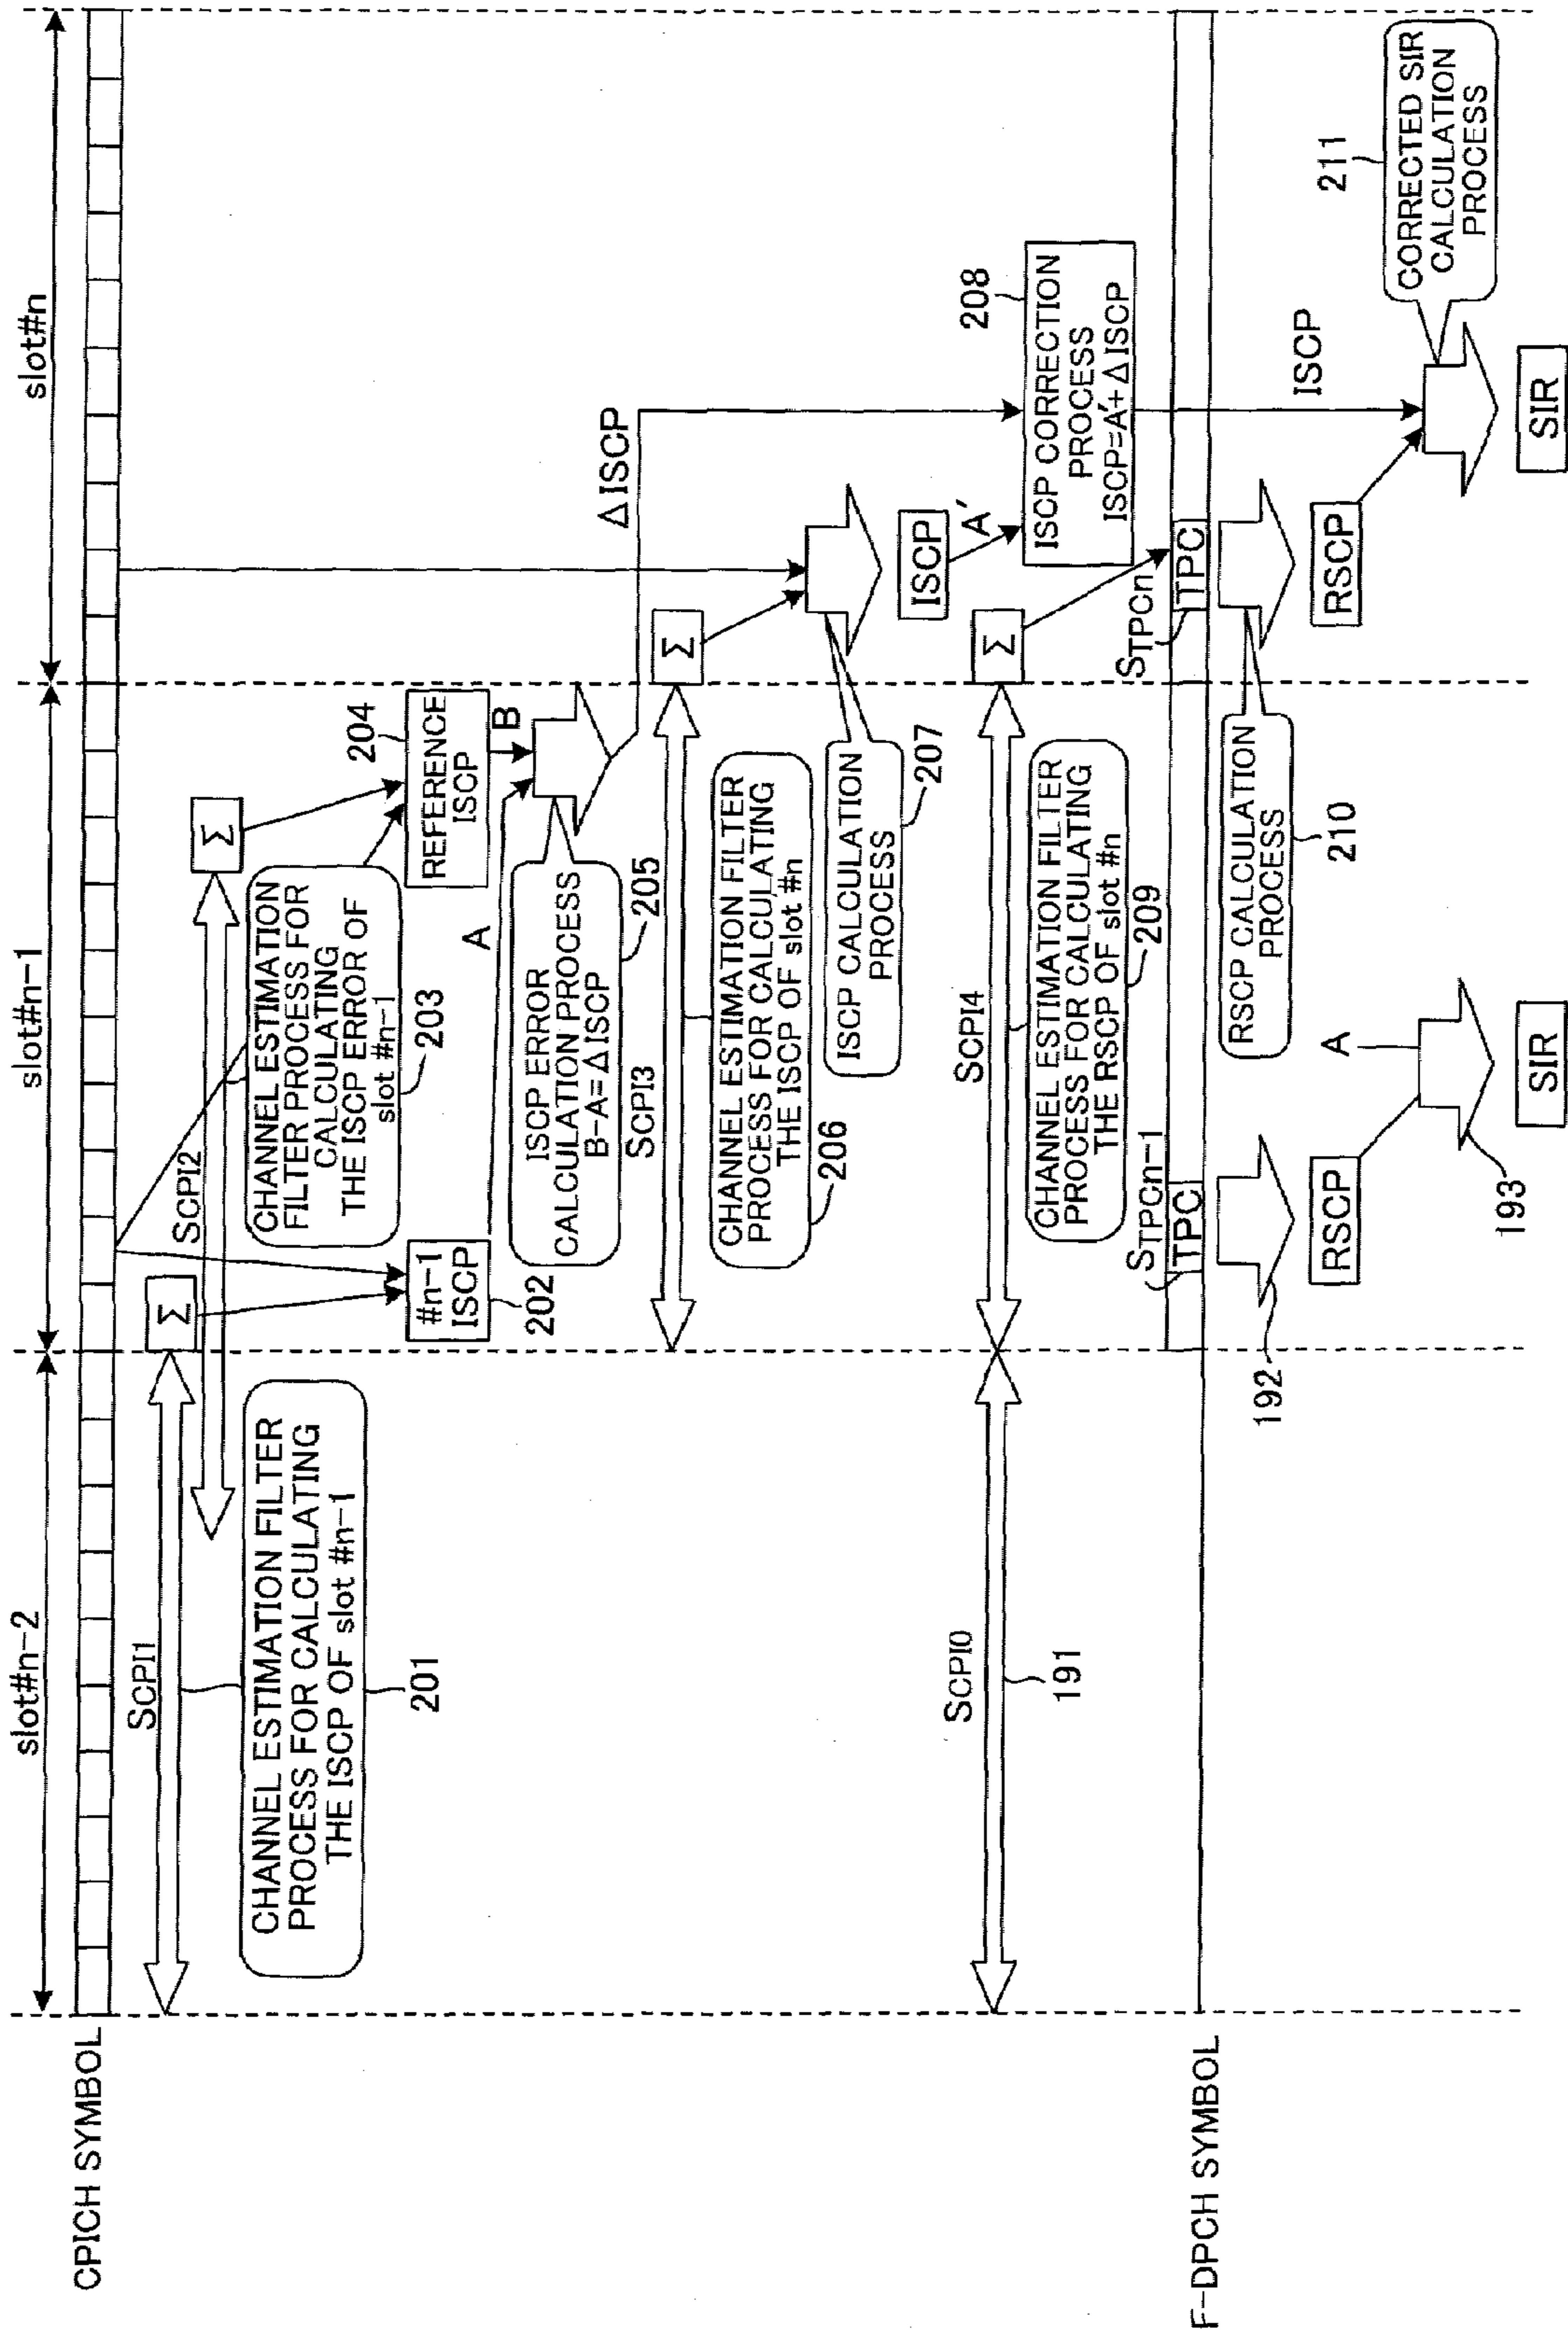 slot#n-2
slot#n-1
slot#n
CPICH SYMBOL
SCPI1
CHANNEL ESTIMATION FILTER
PROCESS FOR CALCULATING
THE ISCP OF slot #n-1
201
Σ
SCPI2
Σ
CHANNEL ESTIMATION
FILTER PROCESS FOR
CALCULATING
THE ISCP ERROR OF
slot #n-1
203
#n-1
ISCP
202
204
REFERENCE
ISCP
A
B
ISCP ERROR
CALCULATION PROCESS
B-A=ΔISCP
205
ΔISCP
SCPI3
Σ
CHANNEL ESTIMATION FILTER
PROCESS FOR CALCULATING
THE ISCP OF slot #n
206
ISCP CALCULATION
PROCESS
207
ISCP
A'
208
ISCP CORRECTION
PROCESS
ISCP=A'+ΔISCP
SCPI0
191
SCPI4
Σ
CHANNEL ESTIMATION FILTER
PROCESS FOR CALCULATING
THE RSCP OF slot #n
209
F-DPCH SYMBOL
STPCn-1
TPC
STPCn
TPC
192
RSCP
A
193
SIR
RSCP CALCULATION
PROCESS
210
RSCP
ISCP
211
CORRECTED SIR
CALCULATION
PROCESS
SIR